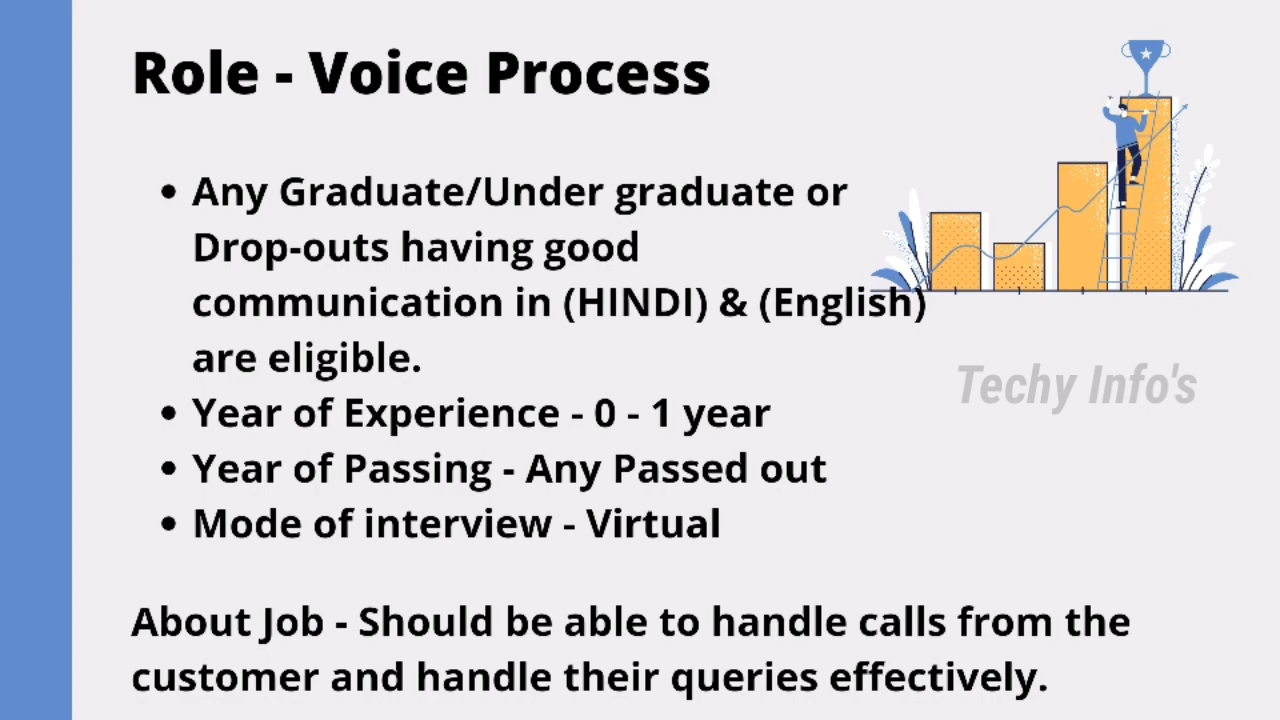 Role - Voice Process
• Any Graduate/Under graduate or
Drop-outs having good
communication in (HINDI) & (English)
are eligible.
• Year of Experience - 0 - 1 year
• Year of Passing - Any Passed out
• Mode of interview - Virtual
Techy Info's
About Job - Should be able to handle calls from the
customer and handle their queries effectively.